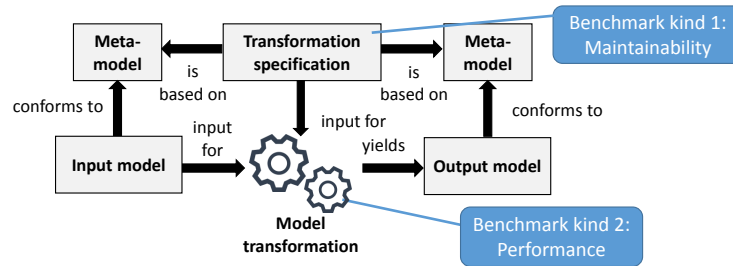 Benchmark kind 1:
Maintainability
Meta-
model
Transformation
specification
Meta-
model
is
based on
is
based on
conforms to
conforms to
input
for
input for
yields
Input model
Output model
Model
transformation
Benchmark kind 2:
Performance